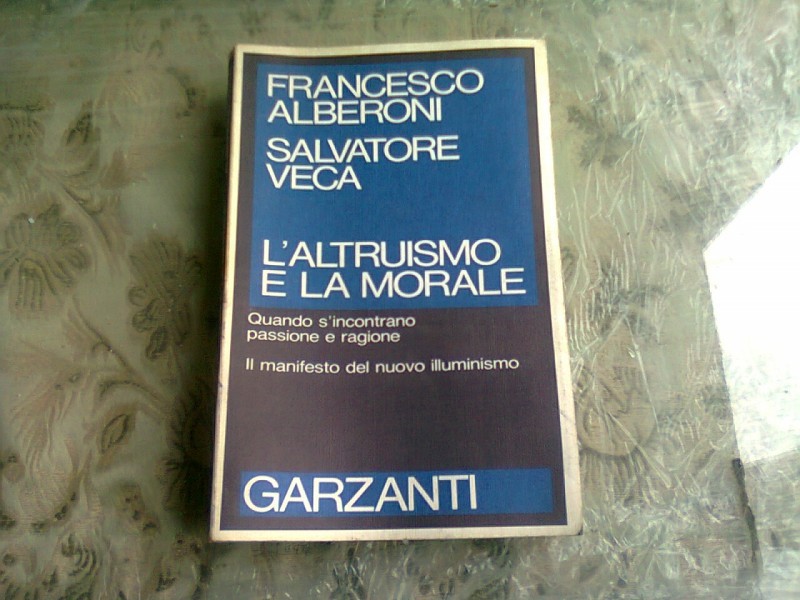 FRANCESCO
ALBERONI
SALVATORE
VECA
L'ALTRUISMO
E LA MORALE
Quando s'incontrano
passione e ragione
Il manifesto del nuovo illuminismo
GARZANTI